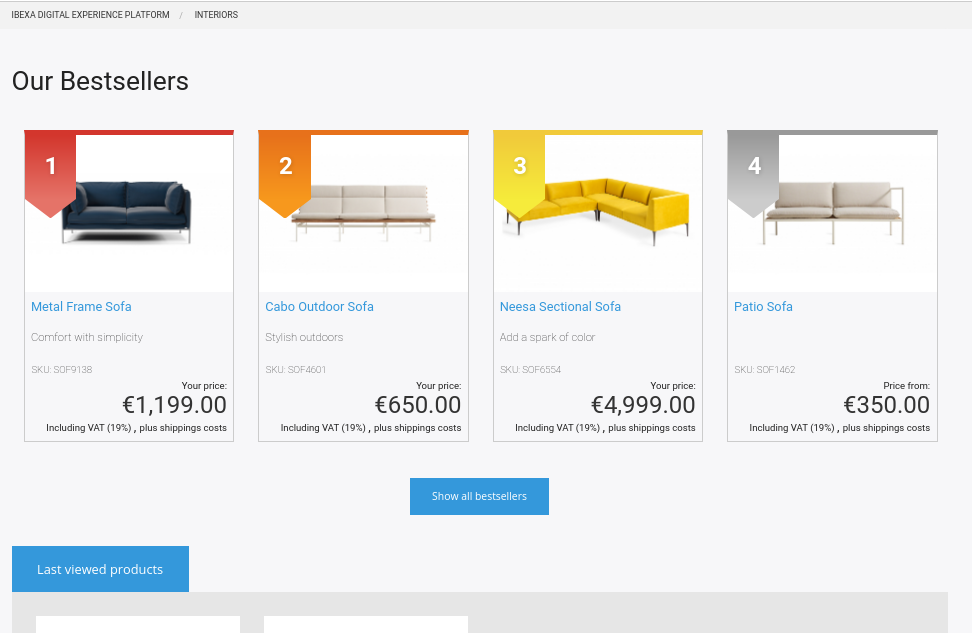 IBEXA DIGITAL EXPERIENCE PLATFORM / INTERIORS
Our Bestsellers
1
2
3
4
Metal Frame Sofa
Comfort with simplicity
SKU: SOF9138
Your price:
€1,199.00
Including VAT (19%) , plus shippings costs
Cabo Outdoor Sofa
Stylish outdoors
SKU: SOF4601
Your price:
€650.00
Including VAT (19%) , plus shippings costs
Neesa Sectional Sofa
Add a spark of color
SKU: SOF6554
Your price:
€4,999.00
Including VAT (19%) , plus shippings costs
Patio Sofa
SKU: SOF1462
Price from:
€350.00
Including VAT (19%) , plus shippings costs
Show all bestsellers
Last viewed products